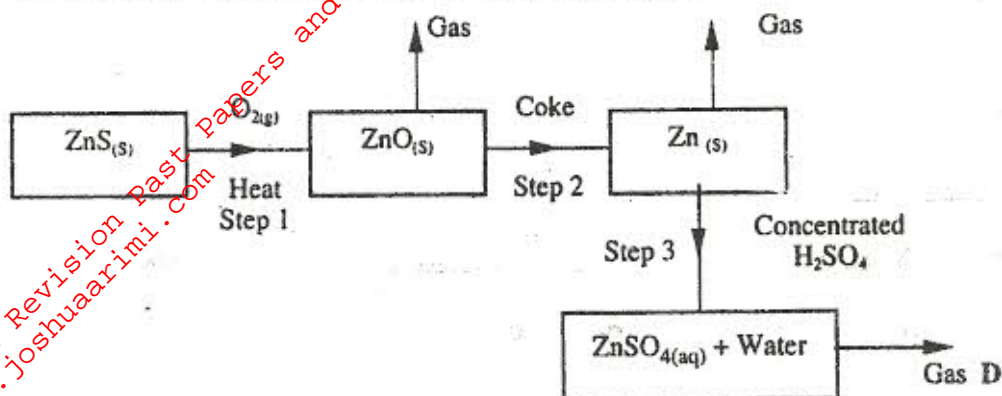 Gas
Gas
O2(g)
Coke
ZnS(S)
ZnO(S)
Zn (S)
Heat
Step 1
Step 2
Step 3
Concentrated
H2SO4
ZnSO4(aq) + Water
Gas D
Revision Past Papers and
.joshuaarimi.com